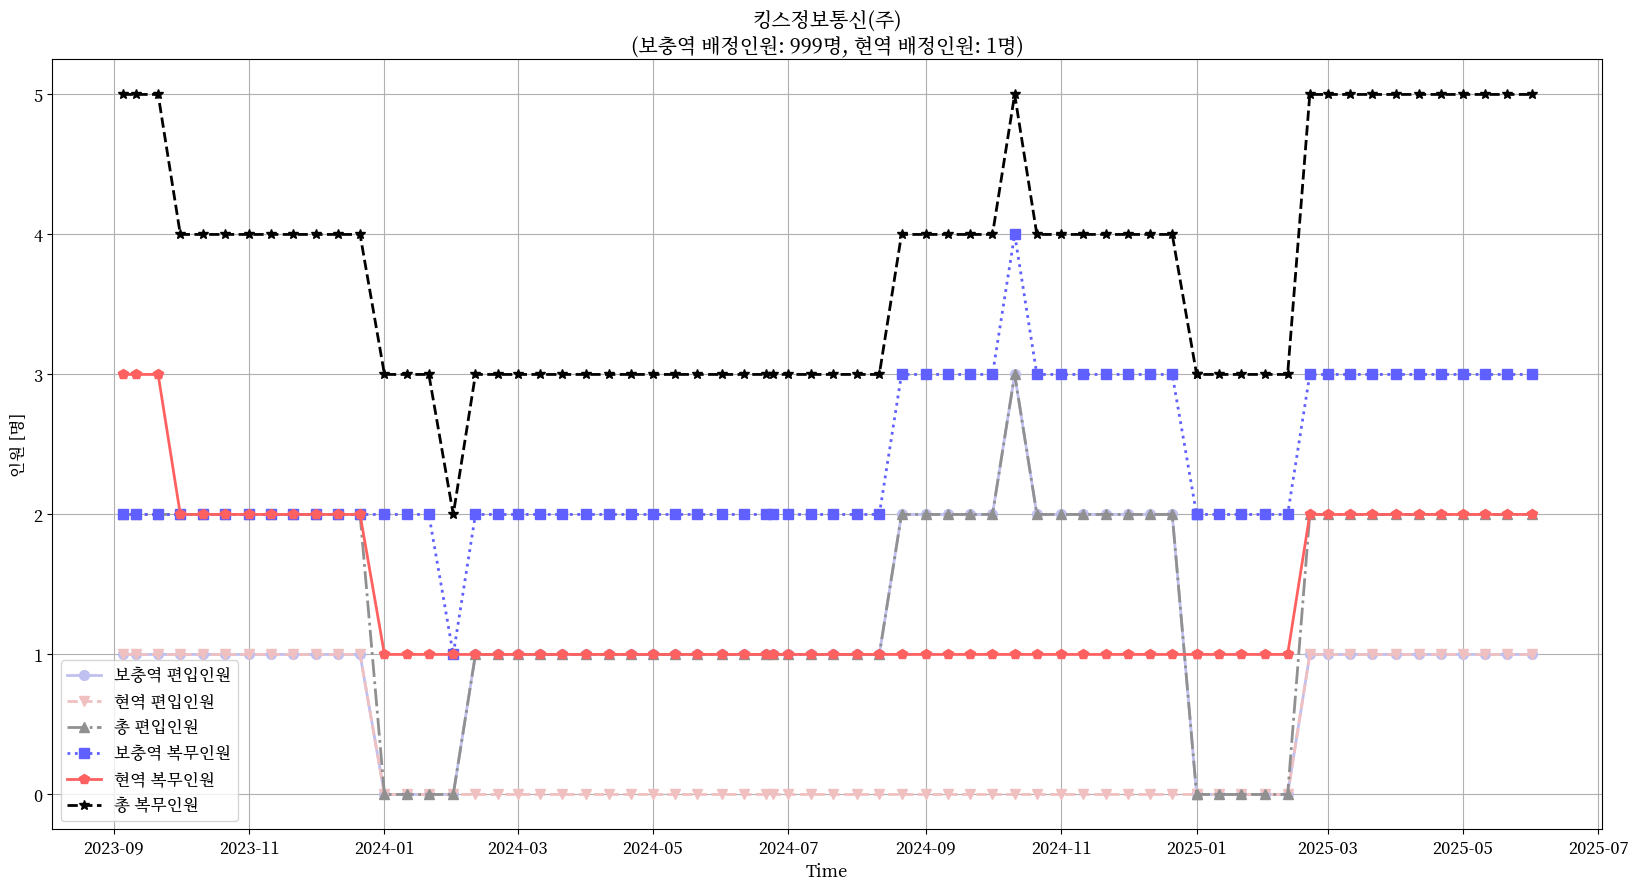 킹스정보통신(주)
(보충역 배정인원: 999명, 현역 배정인원: 1명)
5
4
3
2
1
0
인원 [명]
보충역 편입인원
현역 편입인원
총 편입인원
보충역 복무인원
현역 복무인원
총 복무인원
2023-09
2023-11
2024-01
2024-03
2024-05
2024-07
2024-09
2024-11
2025-01
2025-03
2025-05
2025-07
Time